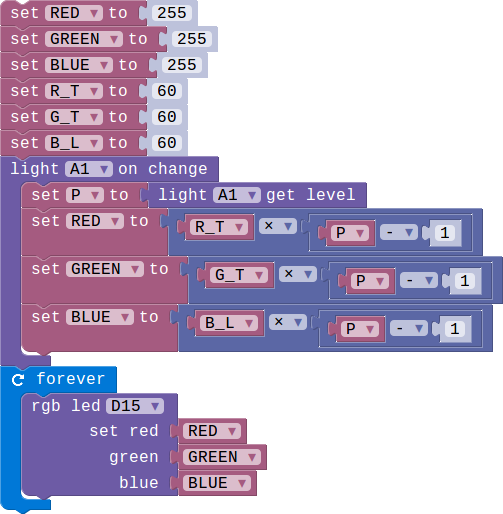 set RED ▼ to 255
set GREEN ▼ to 255
set BLUE ▼ to 255
set R_T ▼ to 60
set G_T ▼ to 60
set B_L ▼ to 60
light A1 ▼ on change
set P ▼ to light A1 ▼ get level
set RED ▼ to R_T ▼ × ▼ P ▼ - ▼ 1
set GREEN ▼ to G_T ▼ × ▼ P ▼ - ▼ 1
set BLUE ▼ to B_L ▼ × ▼ P ▼ - ▼ 1
forever
rgb led D15 ▼
set red RED ▼
green GREEN ▼
blue BLUE ▼